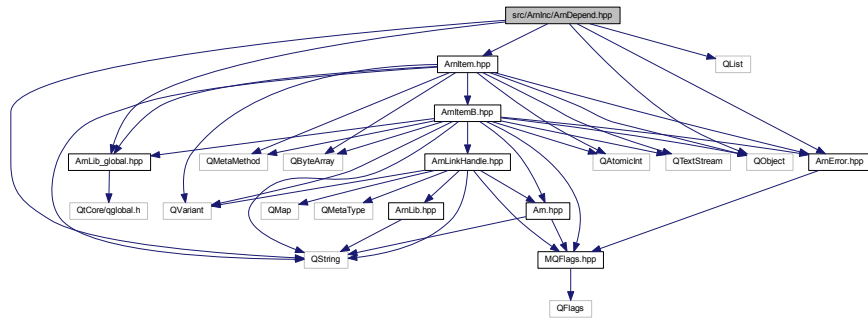 src/ArnInc/ArnDepend.hpp
ArnItem.hpp
QList
ArnItemB.hpp
ArnLib_global.hpp
QMetaMethod
QByteArray
ArnLinkHandle.hpp
QAtomicInt
QTextStream
QObject
ArnError.hpp
QtCore/qglobal.h
QVariant
QMap
QMetaType
ArnLib.hpp
Arn.hpp
QString
MQFlags.hpp
QFlags